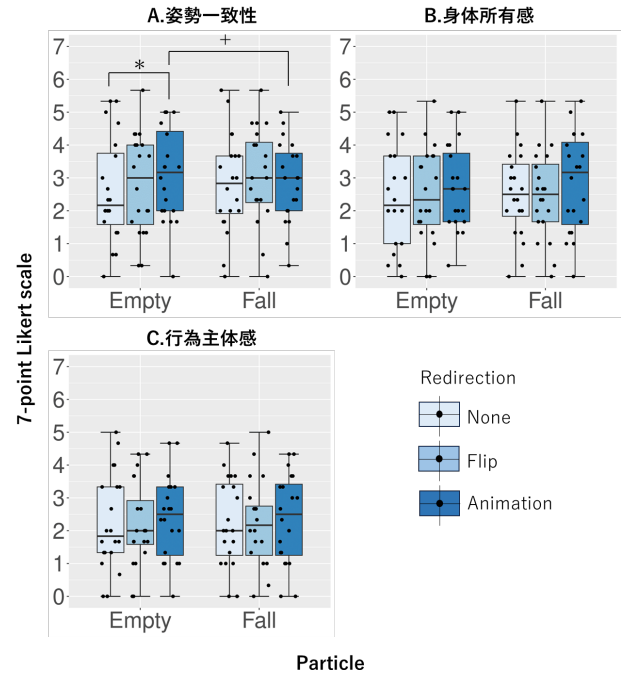 A.姿勢一致性
7
6
5
4
3
2
1
0
*
+
Empty
Fall
B.身体所有感
7
6
5
4
3
2
1
0
Empty
Fall
C.行為主体感
7
6
5
4
3
2
1
0
Empty
Fall
7-point Likert scale
Redirection
None
Flip
Animation
Particle